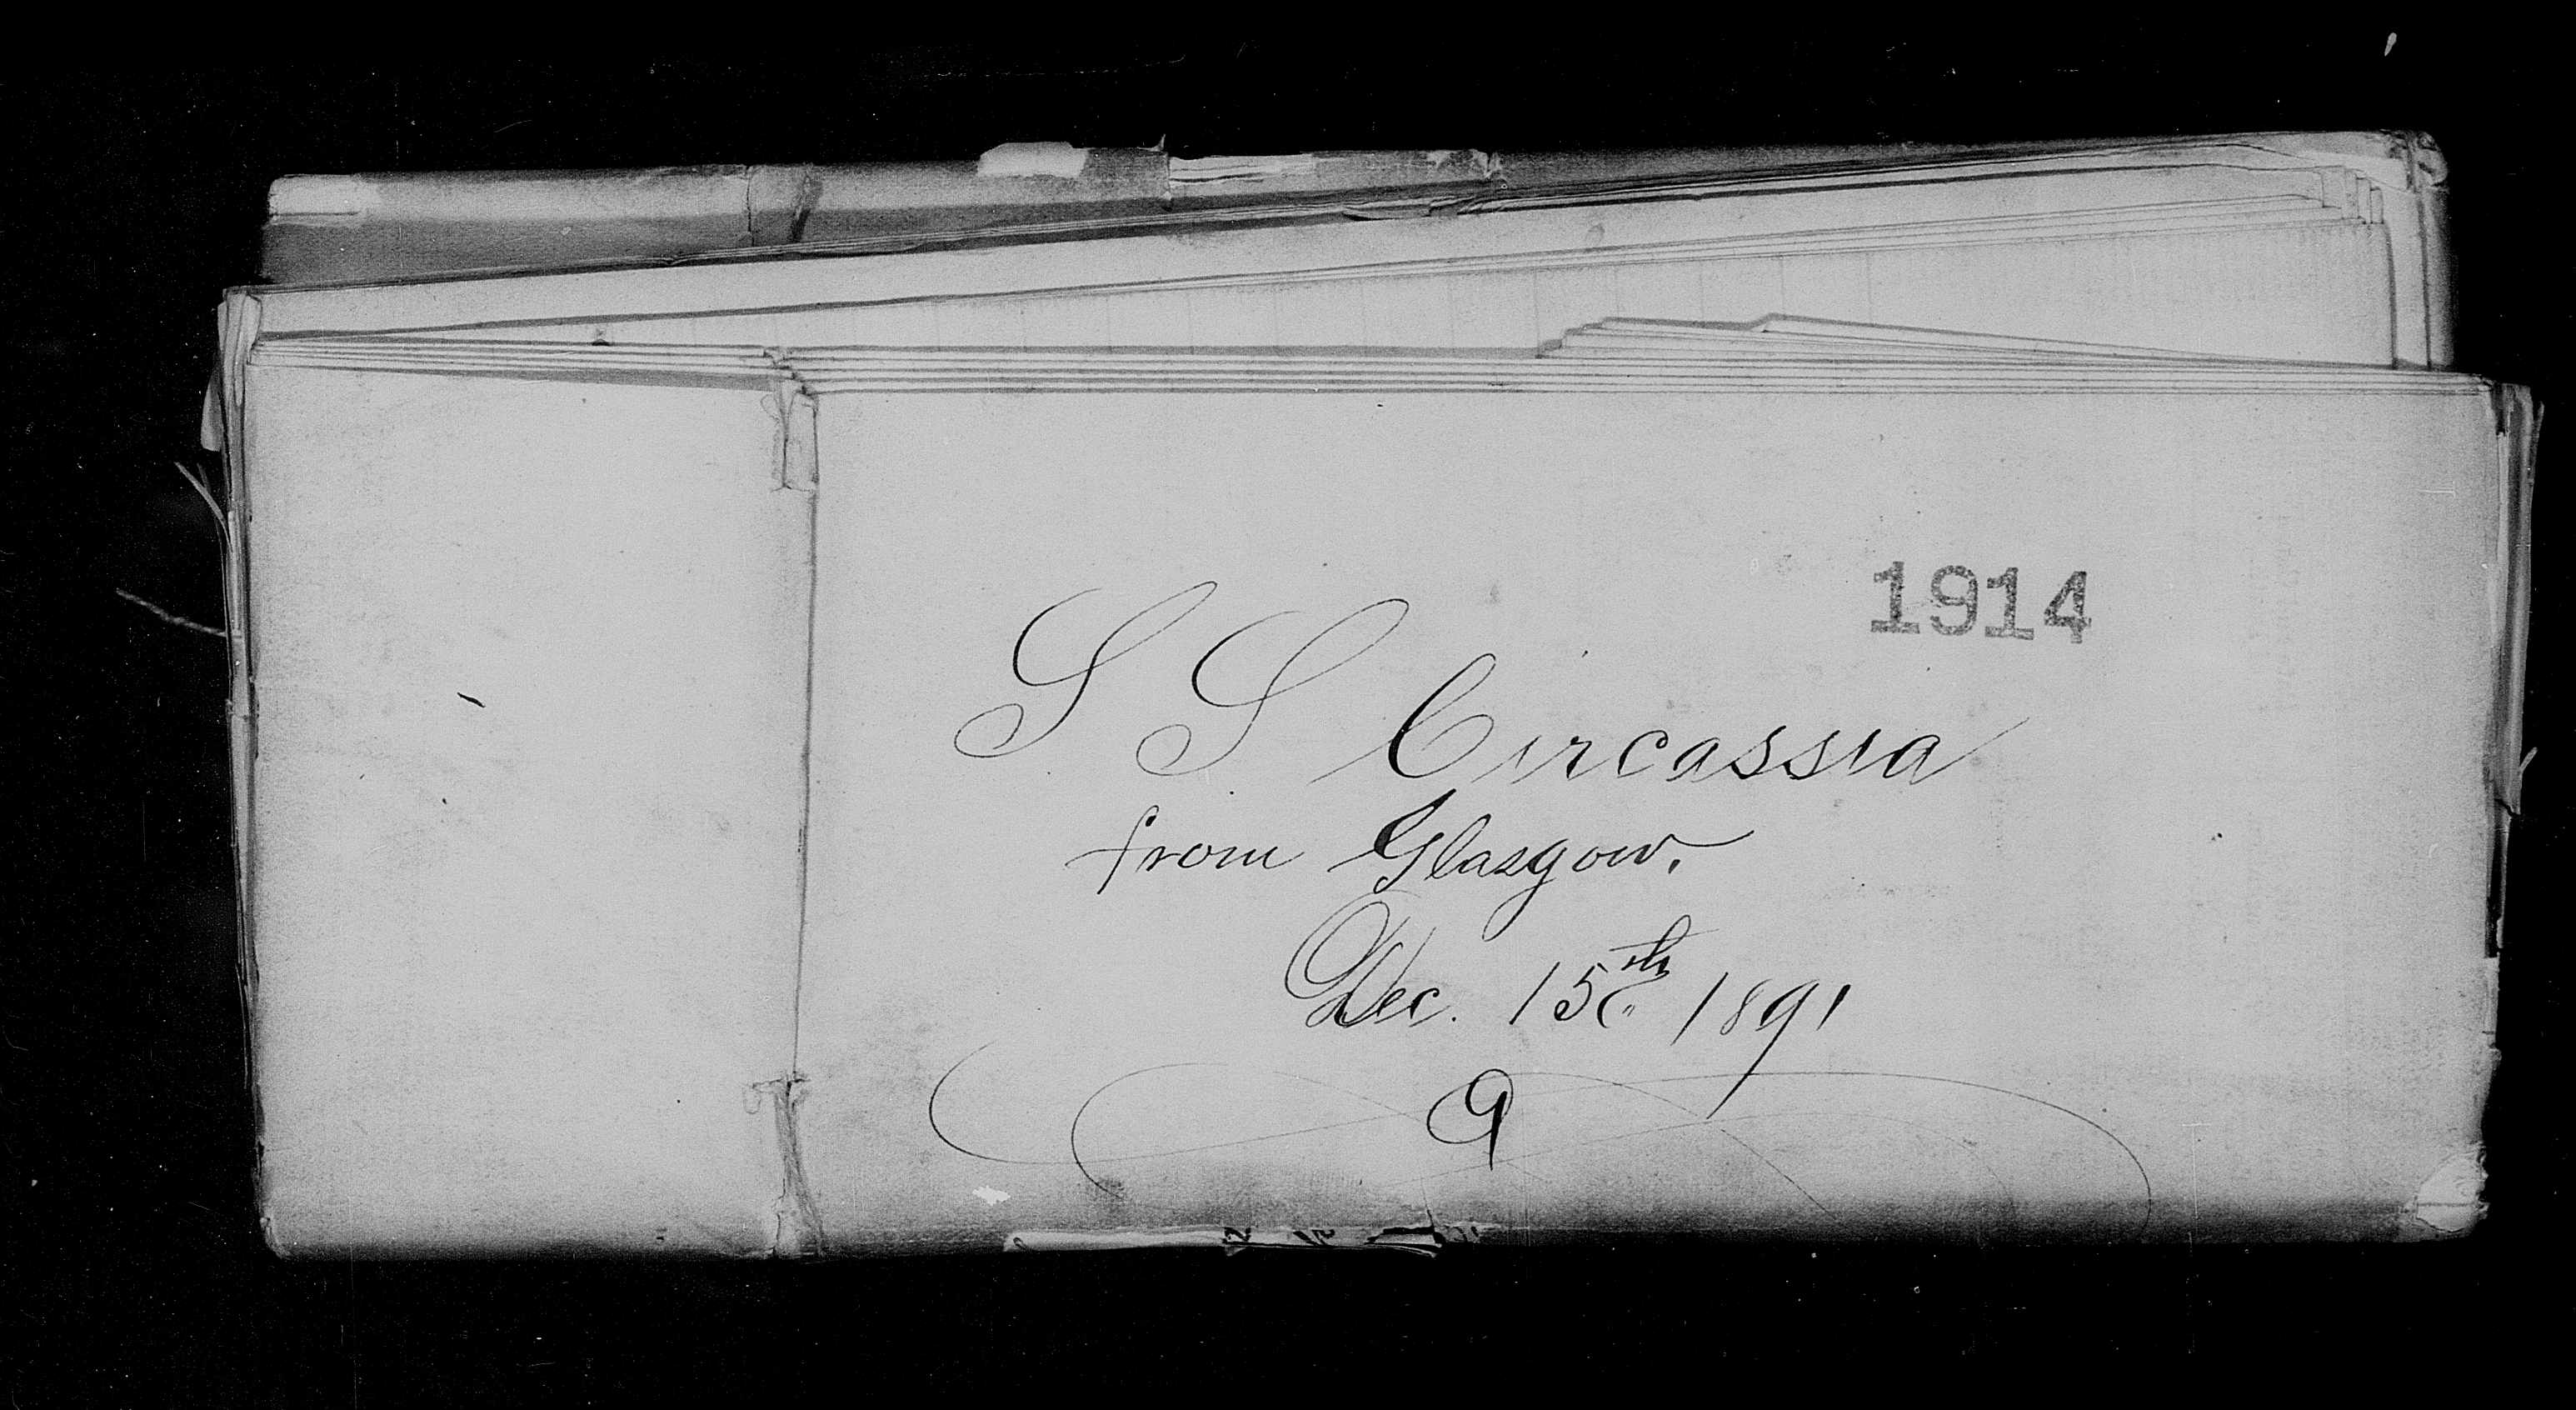 1914
S S Circassia
from Glasgow.
Dec. 15th 1891
9